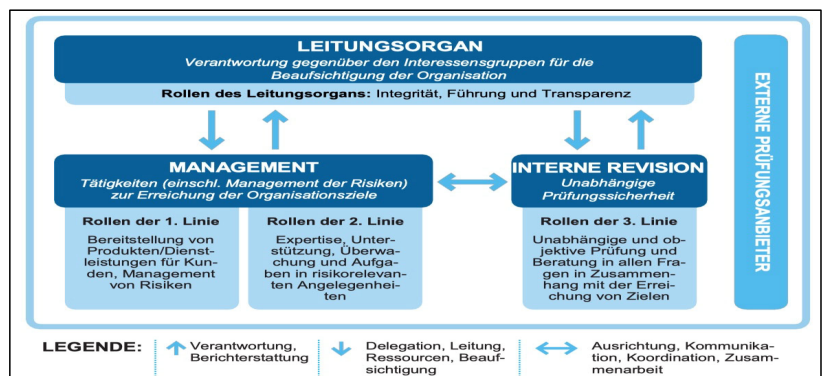 LEITUNGSORGAN
Verantwortung gegenüber den Interessensgruppen für die
Beaufsichtigung der Organisation
Rollen des Leitungsorgans: Integrität, Führung und Transparenz
MANAGEMENT
Tätigkeiten (einschl. Management der Risiken)
zur Erreichung der Organisationsziele
Rollen der 1. Linie
Bereitstellung von
Produkten/Dienst-
leistungen für Kun-
den, Management
von Risiken
Rollen der 2. Linie
Expertise, Unter-
stützung, Überwa-
chung und Aufga-
ben in risikorelevan-
ten Angelegenhei-
ten
INTERNE REVISION
Unabhängige
Prüfungssicherheit
Rollen der 3. Linie
Unabhängige und ob-
jektive Prüfung und
Beratung in allen Fra-
gen in Zusammen-
hang mit der Errei-
chung von Zielen
EXTERNE PRÜFUNGSANBIETER
LEGENDE:
Verantwortung,
Berichterstattung
Delegation, Leitung,
Ressourcen, Beauf-
sichtigung
Ausrichtung, Kommunika-
tion, Koordination, Zusam-
menarbeit